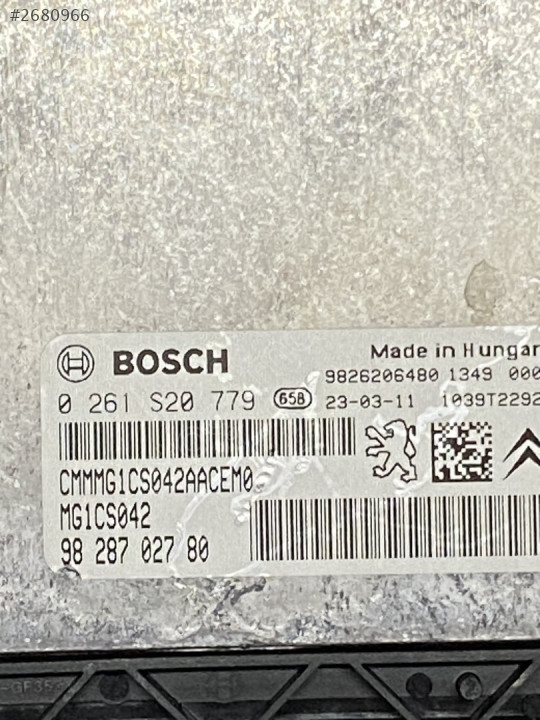 #2680966
BOSCH
Made in Hungar
9826206480 1349 000
0 261 S20 779 658 23-03-11 1039T2292
CMMMG1CS042AACEM0
MG1CS042
98 287 027 80